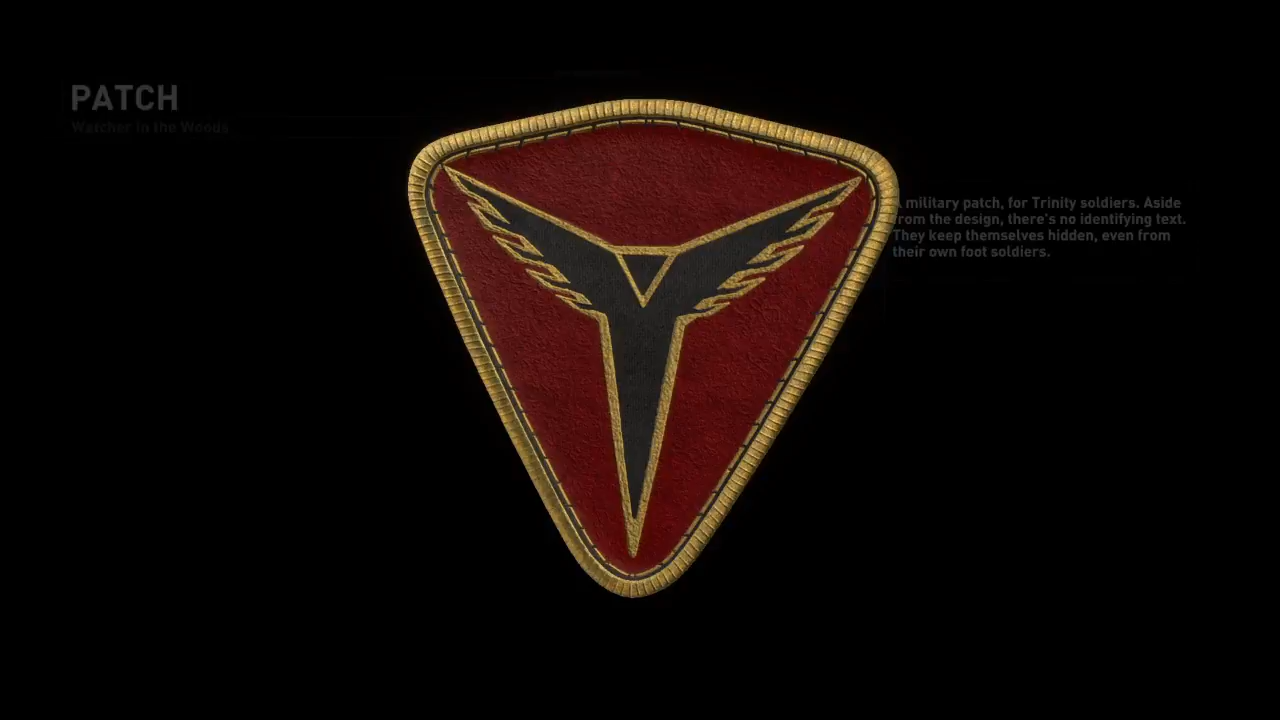 PATCH
Watcher in the Woods
A military patch, for Trinity soldiers. Aside
from the design, there's no identifying text.
They keep themselves hidden, even from
their own foot soldiers.